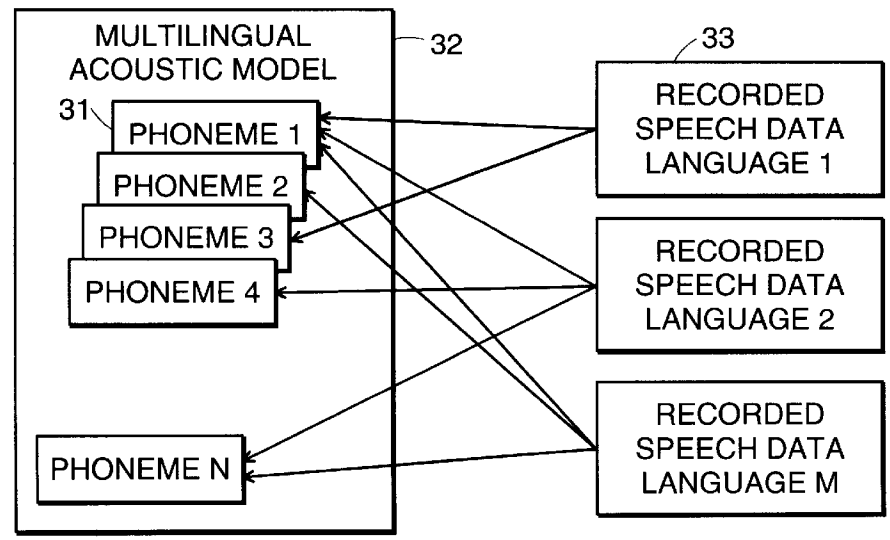 MULTILINGUAL
ACOUSTIC MODEL
32
31
PHONEME 1
PHONEME 2
PHONEME 3
PHONEME 4
PHONEME N
33
RECORDED
SPEECH DATA
LANGUAGE 1
RECORDED
SPEECH DATA
LANGUAGE 2
RECORDED
SPEECH DATA
LANGUAGE M